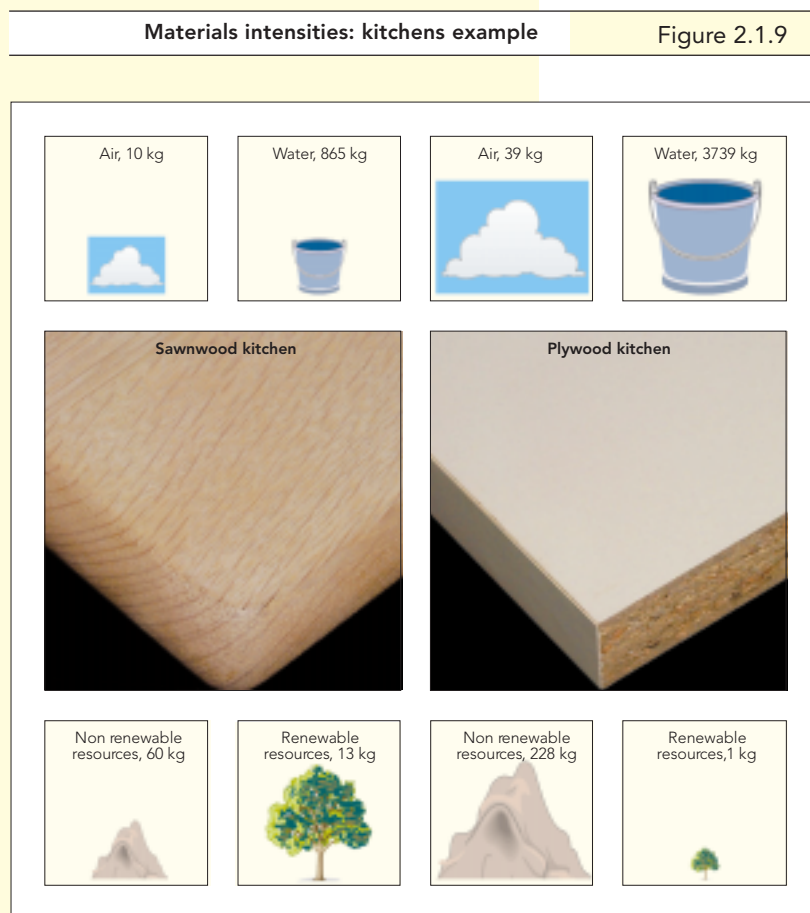 Materials intensities: kitchens example
Figure 2.1.9
Air, 10 kg
Water, 865 kg
Air, 39 kg
Water, 3739 kg
Sawnwood kitchen
Plywood kitchen
Non renewable
resources, 60 kg
Renewable
resources, 13 kg
Non renewable
resources, 228 kg
Renewable
resources,1 kg